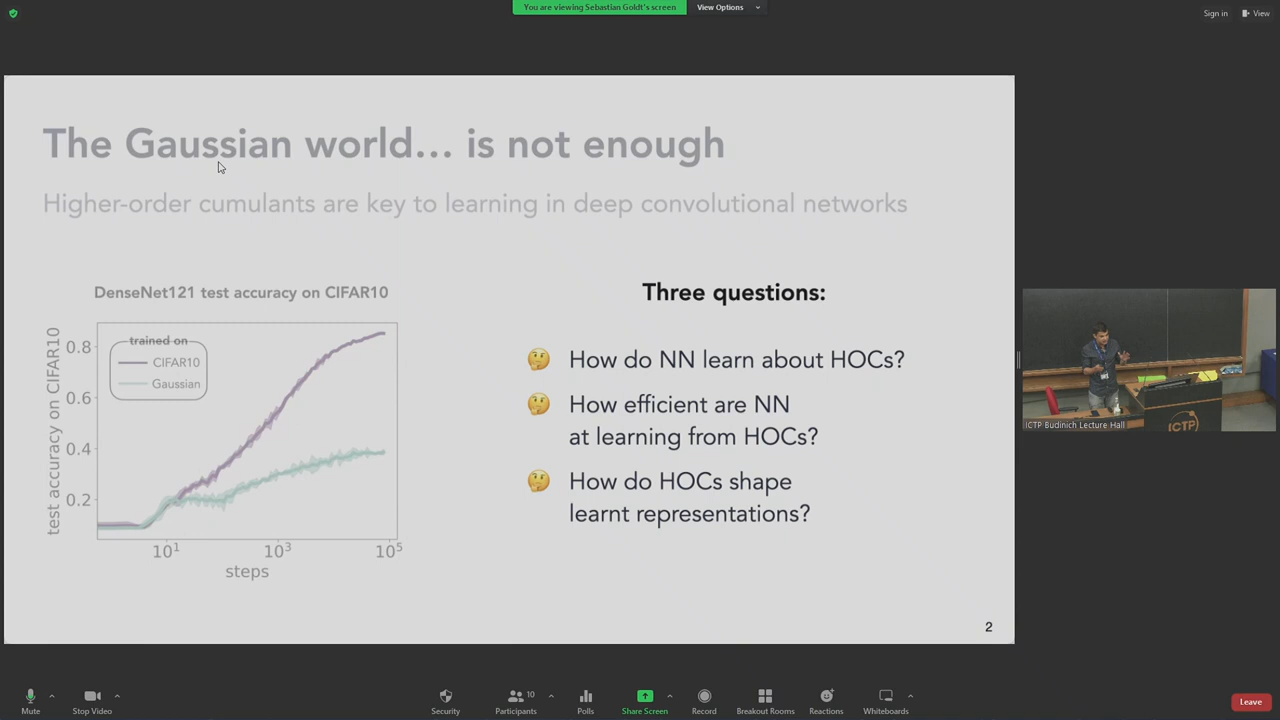 You are viewing Sebastian Goldt's screen
View Options
Sign in
View
The Gaussian world... is not enough
Higher-order cumulants are key to learning in deep convolutional networks
DenseNet121 test accuracy on CIFAR10
test accuracy on CIFAR10
0.8
0.6
0.4
0.2
trained on
CIFAR10
Gaussian
10¹
10³
10⁵
steps
Three questions:
🤔 How do NN learn about HOCs?
🤔 How efficient are NN
at learning from HOCs?
🤔 How do HOCs shape
learnt representations?
2
ICTP
ICTP Budinich Lecture Hall
Mute
Stop Video
Security
Participants
10
Polls
Share Screen
Record
Breakout Rooms
Reactions
Whiteboards
Leave